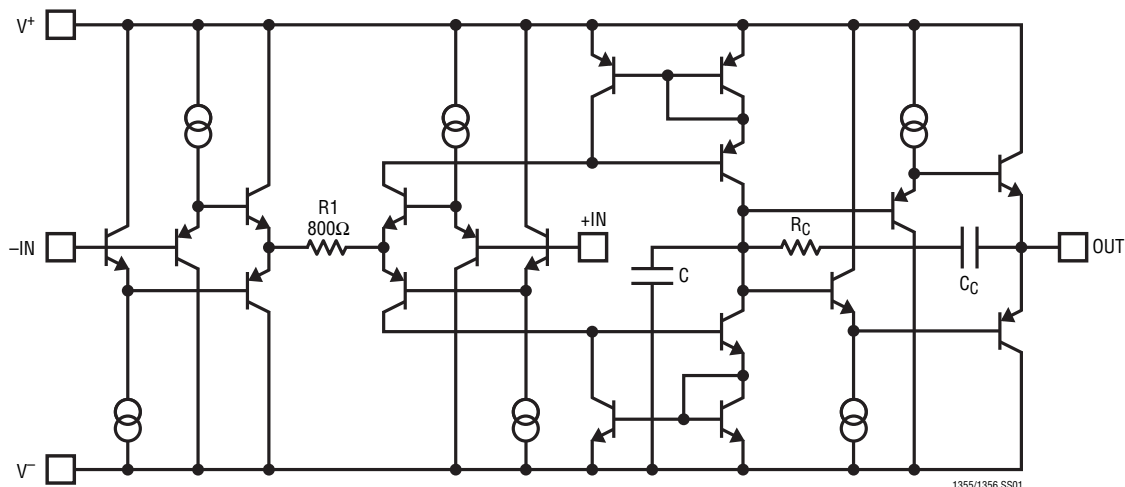 V+
R1
800Ω
+IN
–IN
RC
OUT
C
CC
V–
1355/1356 SS01